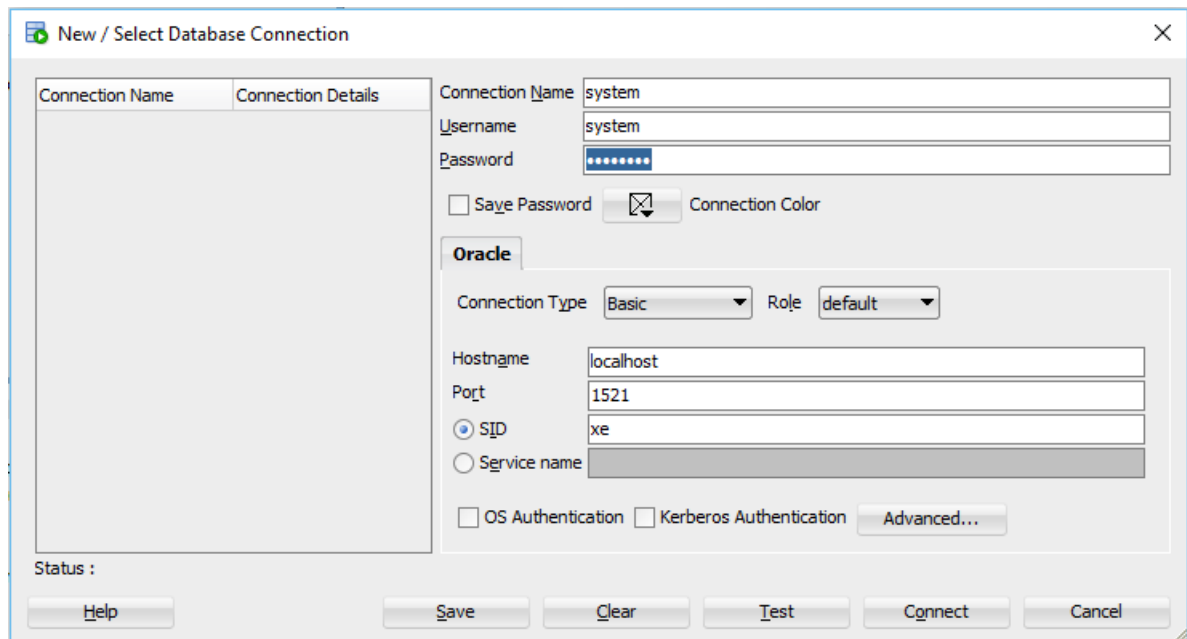 New / Select Database Connection
Connection Name Connection Details
Connection Name system
Username system
Password ••••••••
Save Password Connection Color
Oracle
Connection Type Basic Role default
Hostname localhost
Port 1521
SID xe
Service name
OS Authentication Kerberos Authentication Advanced...
Status :
Help Save Clear Test Connect Cancel